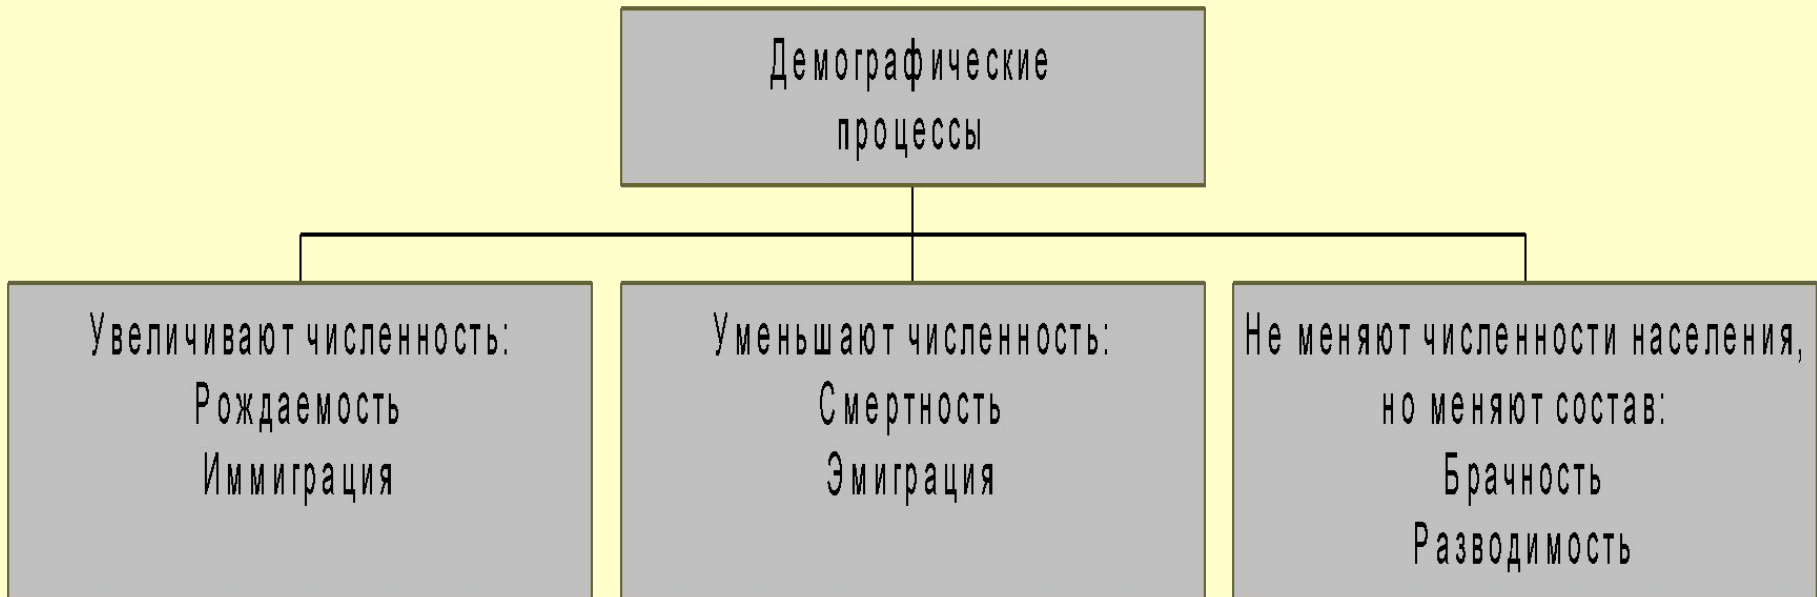 Демографические
процессы
Увеличивают численность:
Рождаемость
Иммиграция
Уменьшают численность:
Смертность
Эмиграция
Не меняют численности населения,
но меняют состав:
Брачность
Разводимость